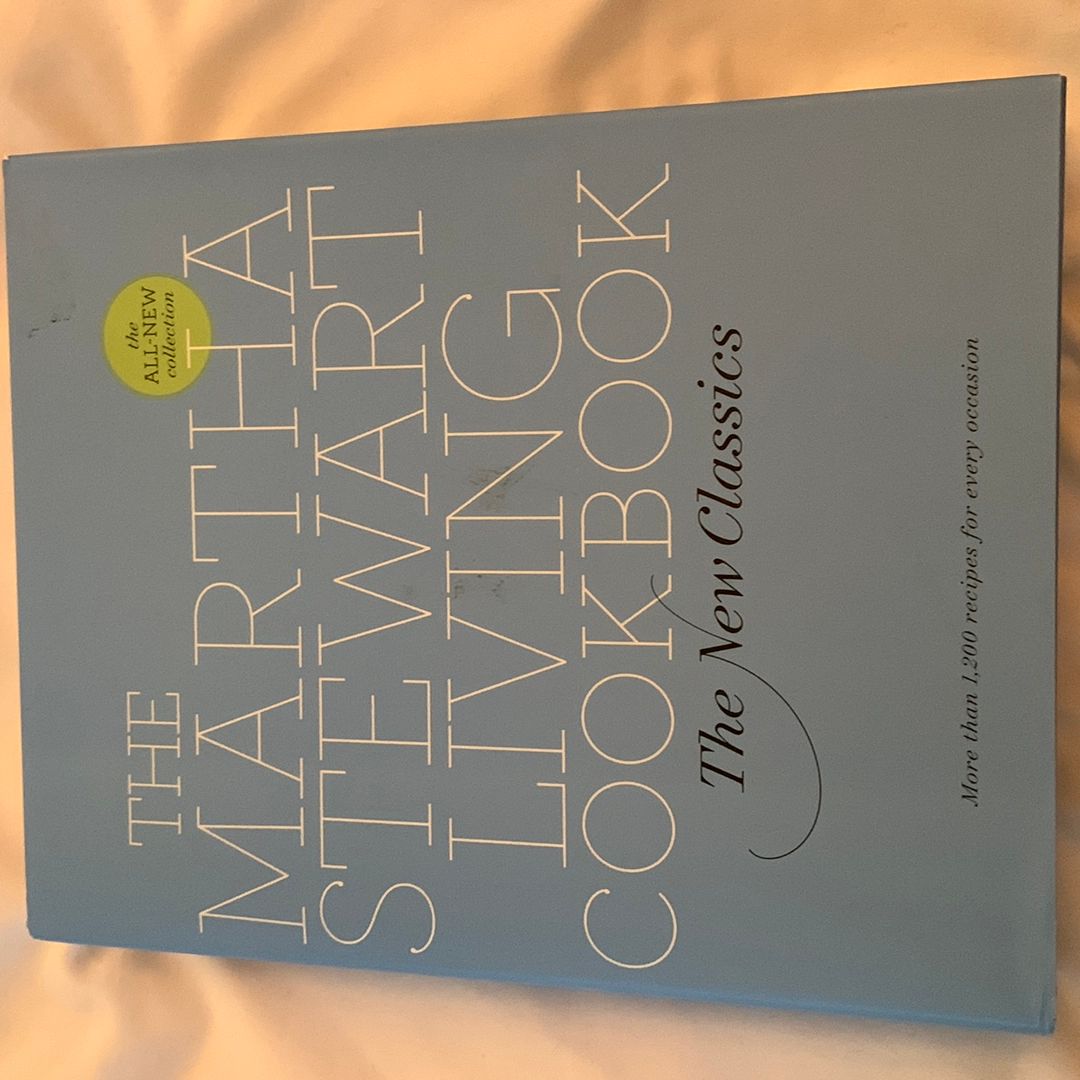 the
ALL-NEW
collection
THE
MARTHA
STEWART
LIVING
COOKBOOK
The New Classics
More than 1,200 recipes for every occasion